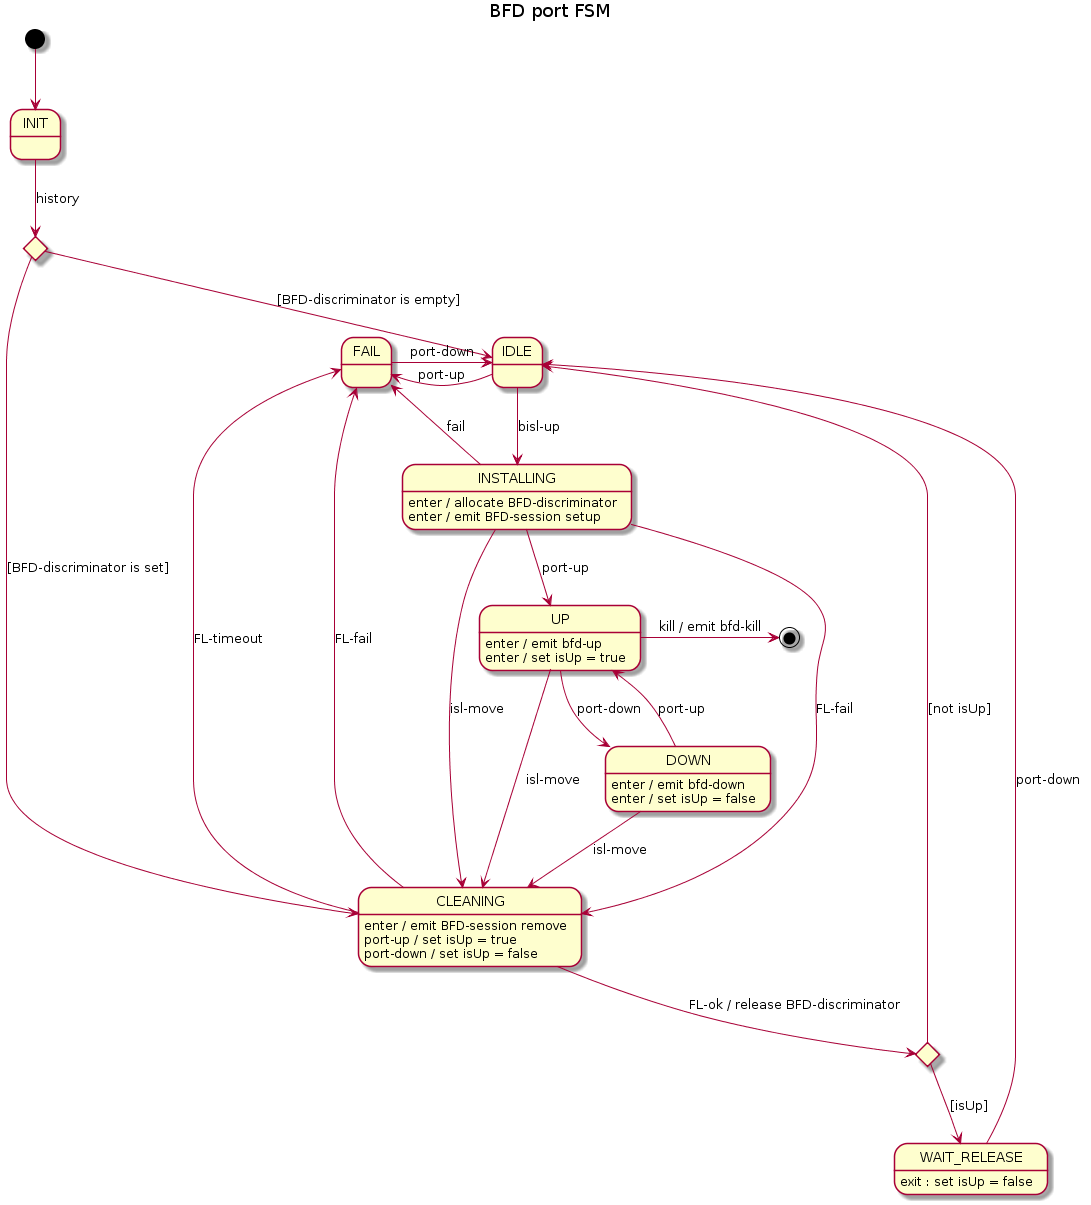 BFD port FSM
INIT
history
[BFD-discriminator is empty]
FAIL
port-down
IDLE
port-up
fail
bisl-up
INSTALLING
enter / allocate BFD-discriminator
enter / emit BFD-session setup
[BFD-discriminator is set]
port-up
UP
enter / emit bfd-up
enter / set isUp = true
kill / emit bfd-kill
FL-timeout
FL-fail
isl-move
port-down
port-up
FL-fail
[not isUp]
DOWN
enter / emit bfd-down
enter / set isUp = false
isl-move
port-down
isl-move
CLEANING
enter / emit BFD-session remove
port-up / set isUp = true
port-down / set isUp = false
FL-ok / release BFD-discriminator
[isUp]
WAIT_RELEASE
exit : set isUp = false